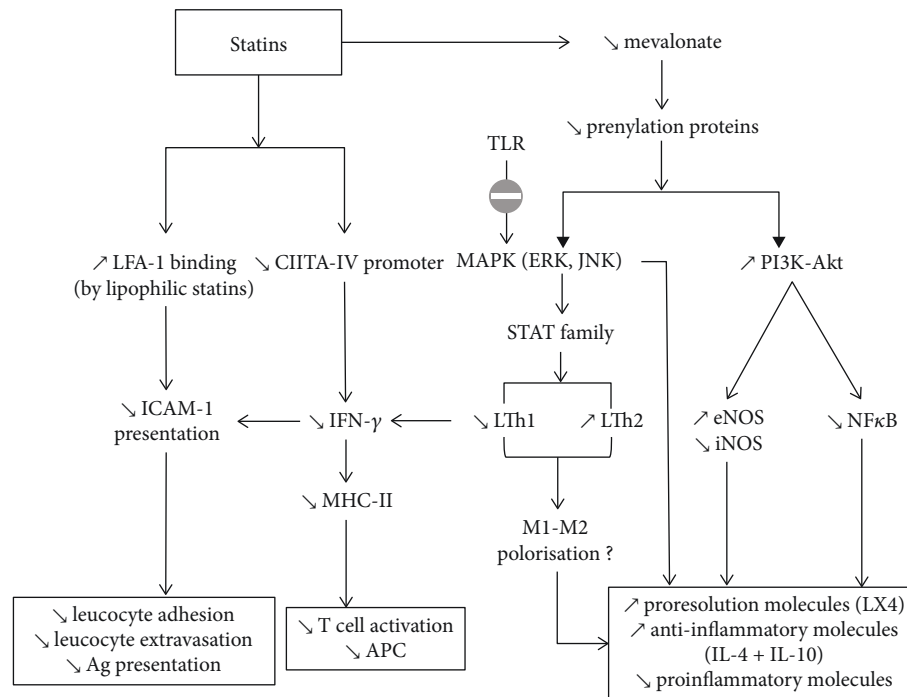 Statins
↘ mevalonate
↘ prenylation proteins
TLR
↗ LFA-1 binding
(by lipophilic statins)
↘ CIITA-IV promoter
MAPK (ERK, JNK)
↗ PI3K-Akt
STAT family
↘ ICAM-1
presentation
↘ IFN-γ
↘ LTh1
↗ LTh2
↗ eNOS
↘ iNOS
↘ NFκB
↘ MHC-II
M1-M2
polorisation ?
↘ leucocyte adhesion
↘ leucocyte extravasation
↘ Ag presentation
↘ T cell activation
↘ APC
↗ proresolution molecules (LX4)
↗ anti-inflammatory molecules
(IL-4 + IL-10)
↘ proinflammatory molecules